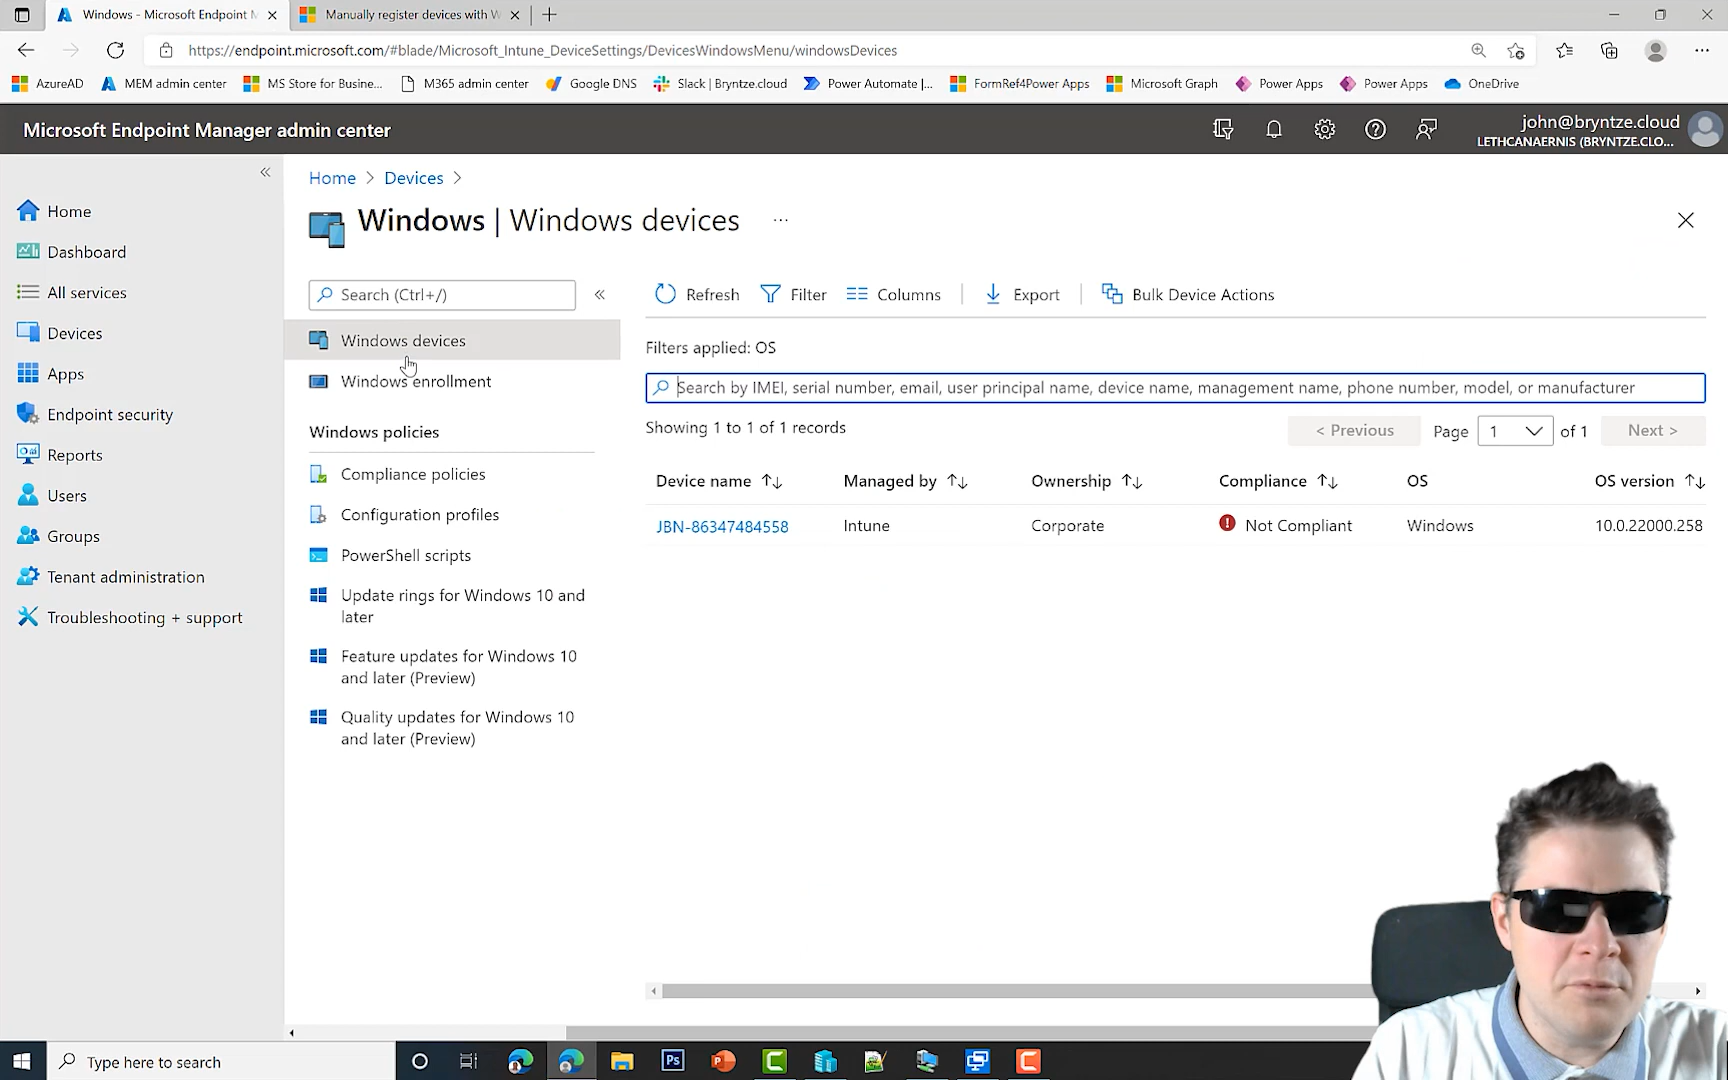 Windows - Microsoft Endpoint M
Manually register devices with W
https://endpoint.microsoft.com/#blade/Microsoft_Intune_DeviceSettings/DevicesWindowsMenu/windowsDevices
AzureAD
MEM admin center
MS Store for Busine...
M365 admin center
Google DNS
Slack | Bryntze.cloud
Power Automate |...
FormRef4Power Apps
Microsoft Graph
Power Apps
Power Apps
OneDrive
Microsoft Endpoint Manager admin center
john@bryntze.cloud
LETHCANAERNIS (BRYNTZE.CLO...
Home
Dashboard
All services
Devices
Apps
Endpoint security
Reports
Users
Groups
Tenant administration
Troubleshooting + support
Home > Devices >
Windows | Windows devices ...
Search (Ctrl+/)
Windows devices
Windows enrollment
Windows policies
Compliance policies
Configuration profiles
PowerShell scripts
Update rings for Windows 10 and
later
Feature updates for Windows 10
and later (Preview)
Quality updates for Windows 10
and later (Preview)
Refresh
Filter
Columns
Export
Bulk Device Actions
Filters applied: OS
Search by IMEI, serial number, email, user principal name, device name, management name, phone number, model, or manufacturer
Showing 1 to 1 of 1 records
< Previous
Page 1 of 1
Next >
Device name
Managed by
Ownership
Compliance
OS
OS version
JBN-86347484558
Intune
Corporate
Not Compliant
Windows
10.0.22000.258
Type here to search
Ps
P
C
C